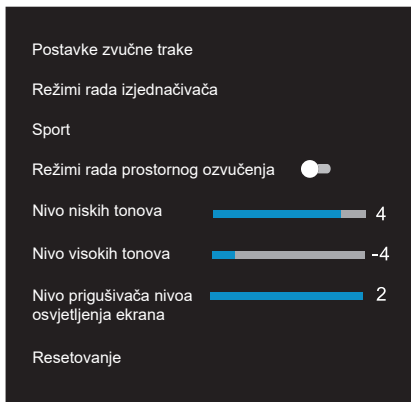 Postavke zvučne trake
Režimi rada izjednačivača
Sport
Režimi rada prostornog ozvučenja
Nivo niskih tonova 4
Nivo visokih tonova -4
Nivo prigušivača nivoa 2
osvjetljenja ekrana
Resetovanje